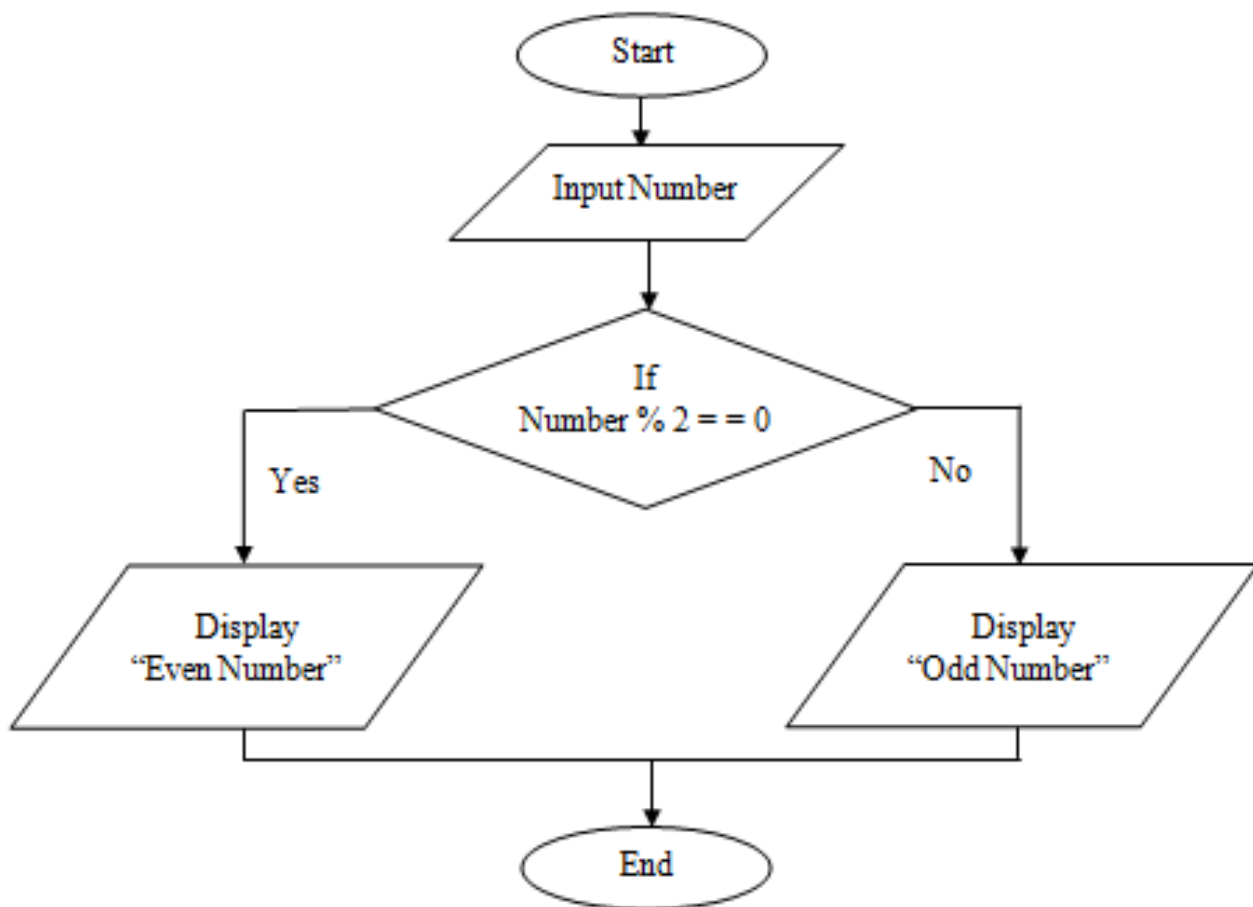 Start
Input Number
If
Number % 2 = = 0
Yes
No
Display
“Even Number”
Display
“Odd Number”
End